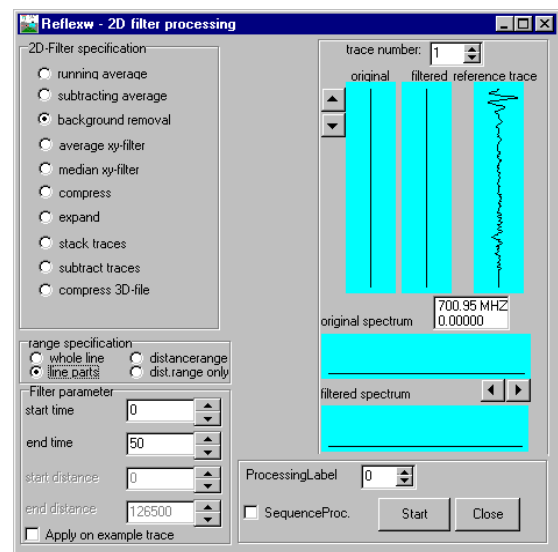 Reflexw - 2D filter processing
2D-Filter specification
running average
subtracting average
background removal
average xy-filter
median xy-filter
compress
expand
stack traces
subtract traces
compress 3D-file
range specification
whole line distancerange
line parts dist.range only
Filter parameter
start time 0
end time 50
start distance 0
end distance 126500
Apply on example trace
trace number: 1
original filtered reference trace
700.95 MHZ
original spectrum 0.00000
filtered spectrum
ProcessingLabel 0
SequenceProc. Start Close